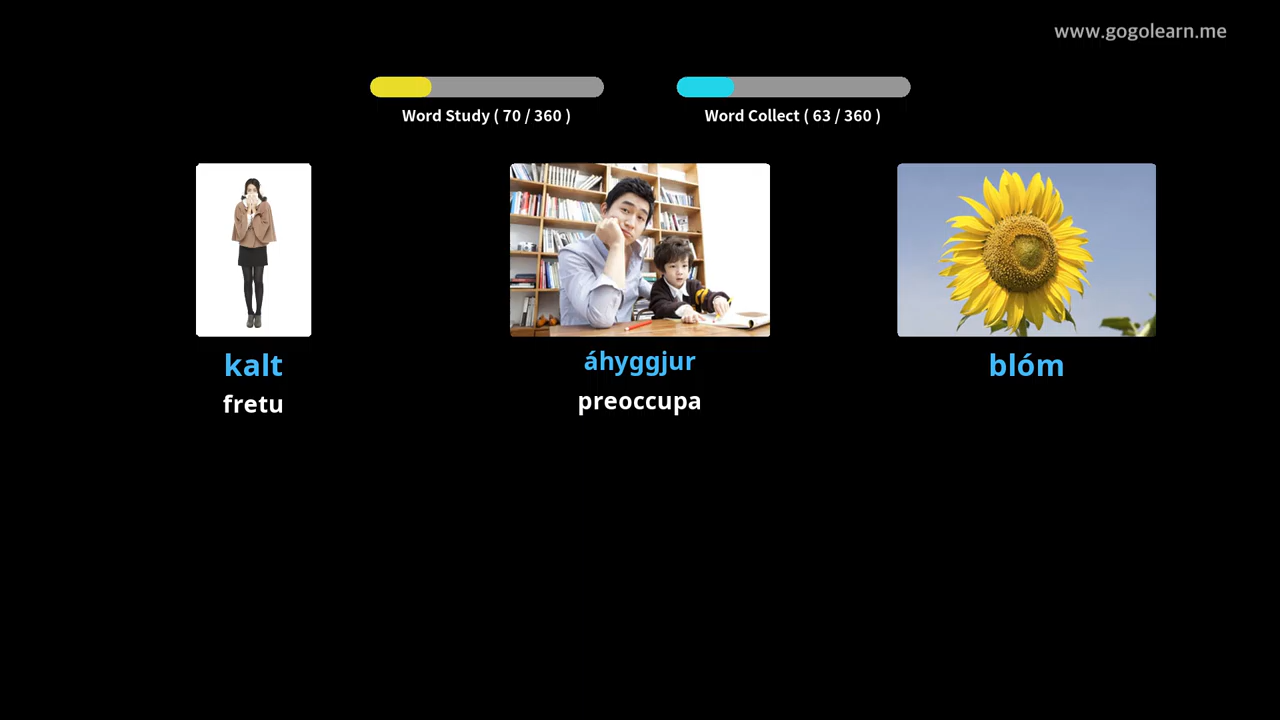 www.gogolearn.me
Word Study ( 70 / 360 )
Word Collect ( 63 / 360 )
kalt
áhyggjur
blóm
fretu
preoccupa